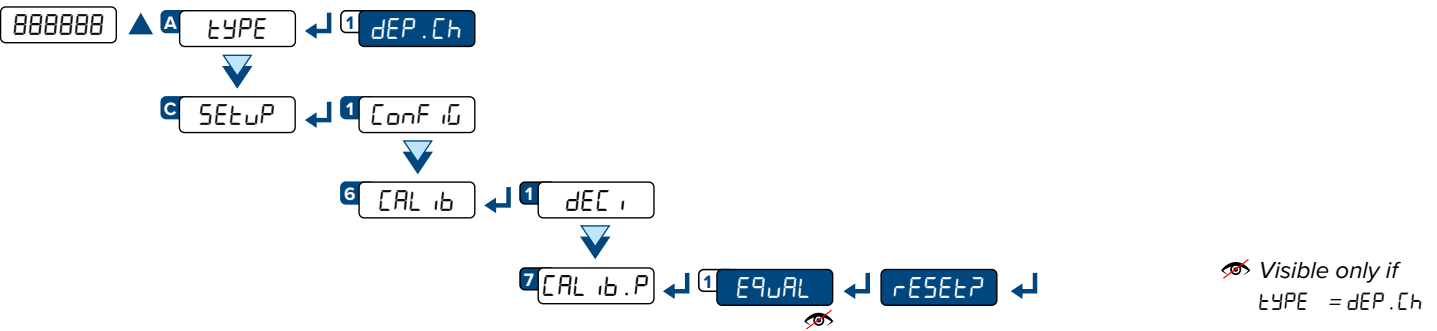 888888 A tYPE 1 dEP.Ch
C SEtuP 1 ConFiG
6 CALib 1 dECi
7 CALib.P 1 EquAL rESEt?
Visible only if
tYPE = dEP.Ch